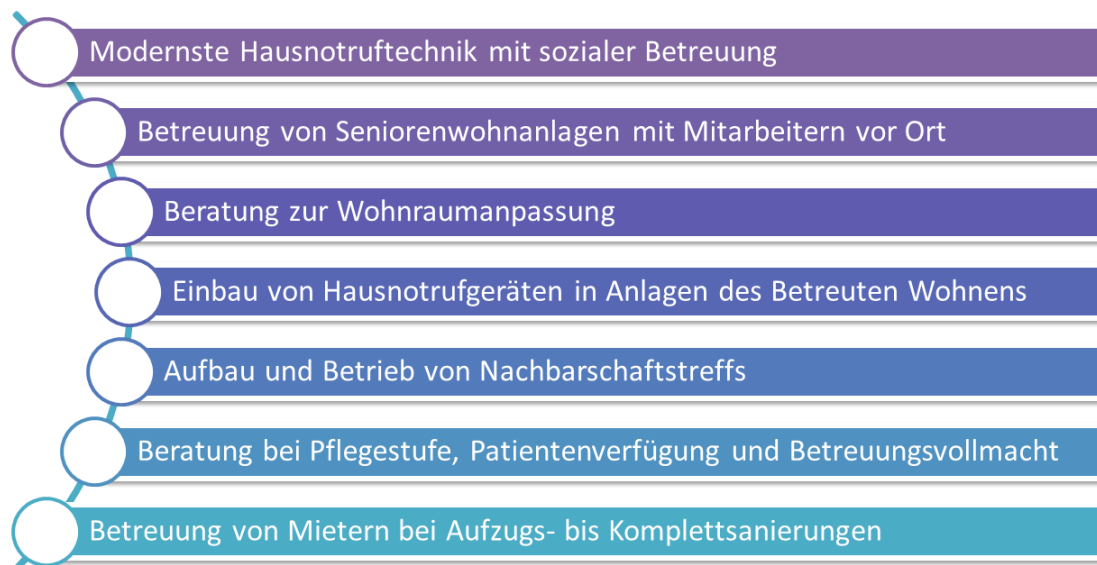 Modernste Hausnotruftechnik mit sozialer Betreuung
Betreuung von Seniorenwohnanlagen mit Mitarbeitern vor Ort
Beratung zur Wohnraumanpassung
Einbau von Hausnotrufgeräten in Anlagen des Betreuten Wohnens
Aufbau und Betrieb von Nachbarschaftstreffs
Beratung bei Pflegestufe, Patientenverfügung und Betreuungsvollmacht
Betreuung von Mietern bei Aufzugs- bis Komplettsanierungen